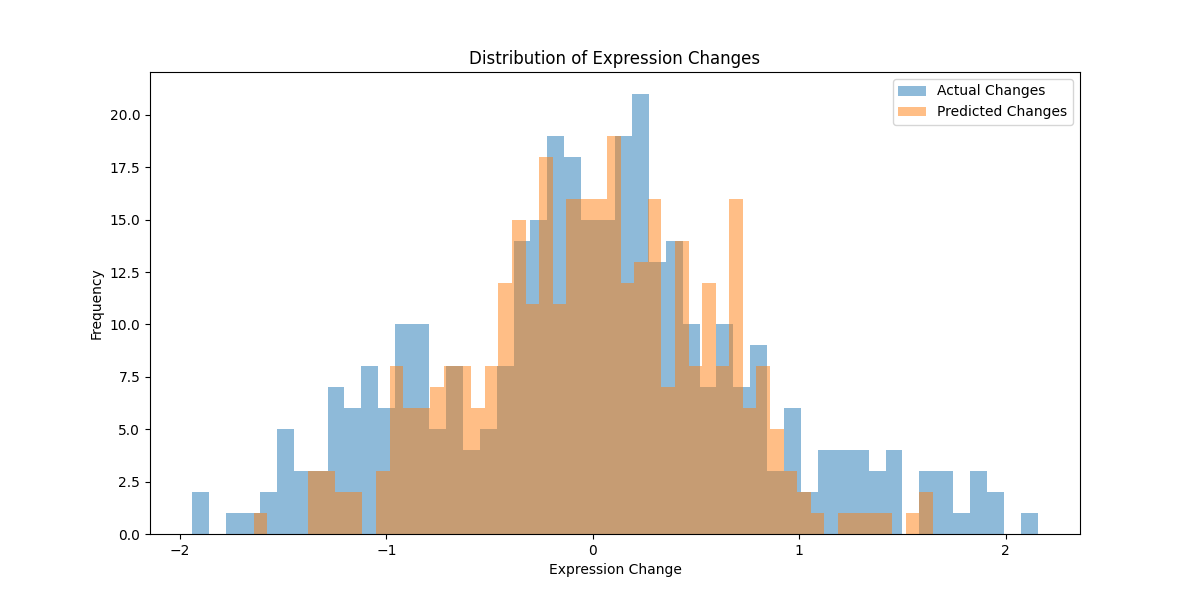 Distribution of Expression Changes
Actual Changes
Predicted Changes
Frequency
20.0
17.5
15.0
12.5
10.0
7.5
5.0
2.5
0.0
−2
−1
0
1
2
Expression Change